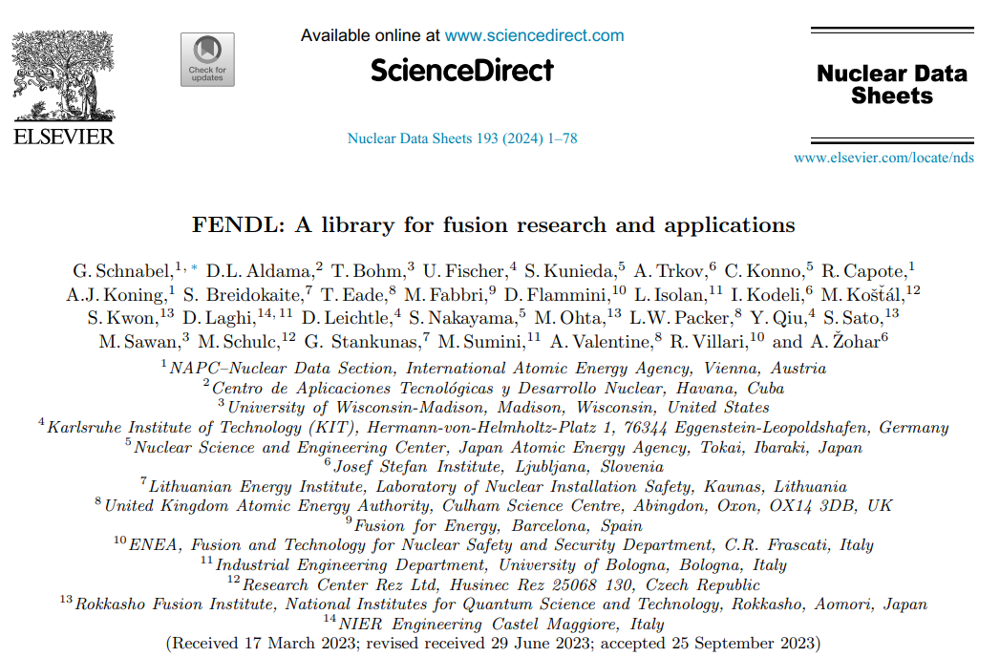 ELSEVIER
Check for
updates
Available online at www.sciencedirect.com
ScienceDirect
Nuclear Data Sheets 193 (2024) 1–78
Nuclear Data
Sheets
www.elsevier.com/locate/nds
FENDL: A library for fusion research and applications
G. Schnabel,1, * D.L. Aldama,2 T. Bohm,3 U. Fischer,4 S. Kunieda,5 A. Trkov,6 C. Konno,5 R. Capote,1
A.J. Koning,1 S. Breidokaite,7 T. Eade,8 M. Fabbri,9 D. Flammini,10 L. Isolan,11 I. Kodeli,6 M. Košťál,12
S. Kwon,13 D. Laghi,14, 11 D. Leichtle,4 S. Nakayama,5 M. Ohta,13 L.W. Packer,8 Y. Qiu,4 S. Sato,13
M. Sawan,3 M. Schulc,12 G. Stankunas,7 M. Sumini,11 A. Valentine,8 R. Villari,10 and A. Žohar6
1 NAPC–Nuclear Data Section, International Atomic Energy Agency, Vienna, Austria
2 Centro de Aplicaciones Tecnológicas y Desarrollo Nuclear, Havana, Cuba
3 University of Wisconsin-Madison, Madison, Wisconsin, United States
4 Karlsruhe Institute of Technology (KIT), Hermann-von-Helmholtz-Platz 1, 76344 Eggenstein-Leopoldshafen, Germany
5 Nuclear Science and Engineering Center, Japan Atomic Energy Agency, Tokai, Ibaraki, Japan
6 Josef Stefan Institute, Ljubljana, Slovenia
7 Lithuanian Energy Institute, Laboratory of Nuclear Installation Safety, Kaunas, Lithuania
8 United Kingdom Atomic Energy Authority, Culham Science Centre, Abingdon, Oxon, OX14 3DB, UK
9 Fusion for Energy, Barcelona, Spain
10 ENEA, Fusion and Technology for Nuclear Safety and Security Department, C.R. Frascati, Italy
11 Industrial Engineering Department, University of Bologna, Bologna, Italy
12 Research Center Rez Ltd, Husinec Rez 25068 130, Czech Republic
13 Rokkasho Fusion Institute, National Institutes for Quantum Science and Technology, Rokkasho, Aomori, Japan
14 NIER Engineering Castel Maggiore, Italy
(Received 17 March 2023; revised received 29 June 2023; accepted 25 September 2023)